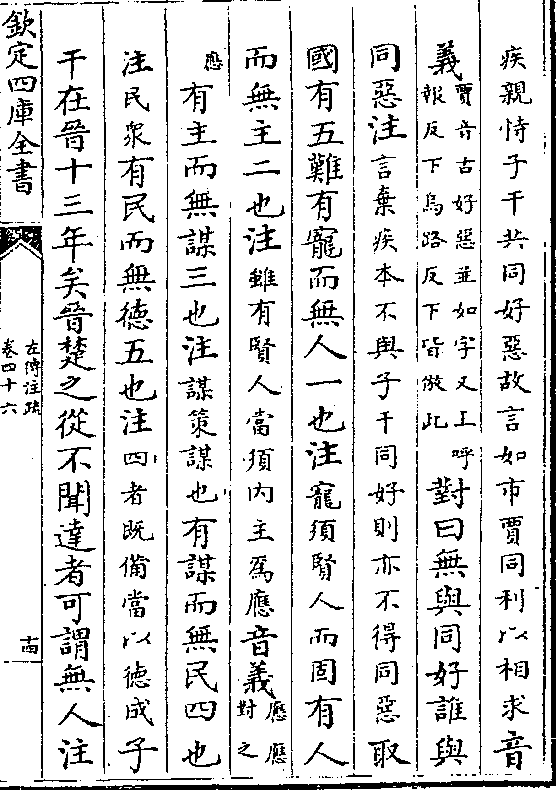 疾親恃子干共同好惡故言如市賈同利以相求音
義賈音古好惡並如字又上呼報反下烏路反下皆倣此對曰無與同好誰與
同惡注言棄疾本不與子干同好則亦不得同惡取
國有五難有寵而無人一也注寵須賢人而固有人
而無主二也注雖有賢人當須内主爲應音義應應對之
應有主而無謀三也注謀策謀也有謀而無民四也
注民衆有民而無德五也注四者既備當以德成子
干在晉十三年矣晉楚之從不聞達者可謂無人注
欽定四庫全書
左傳注疏
卷四十六
十四